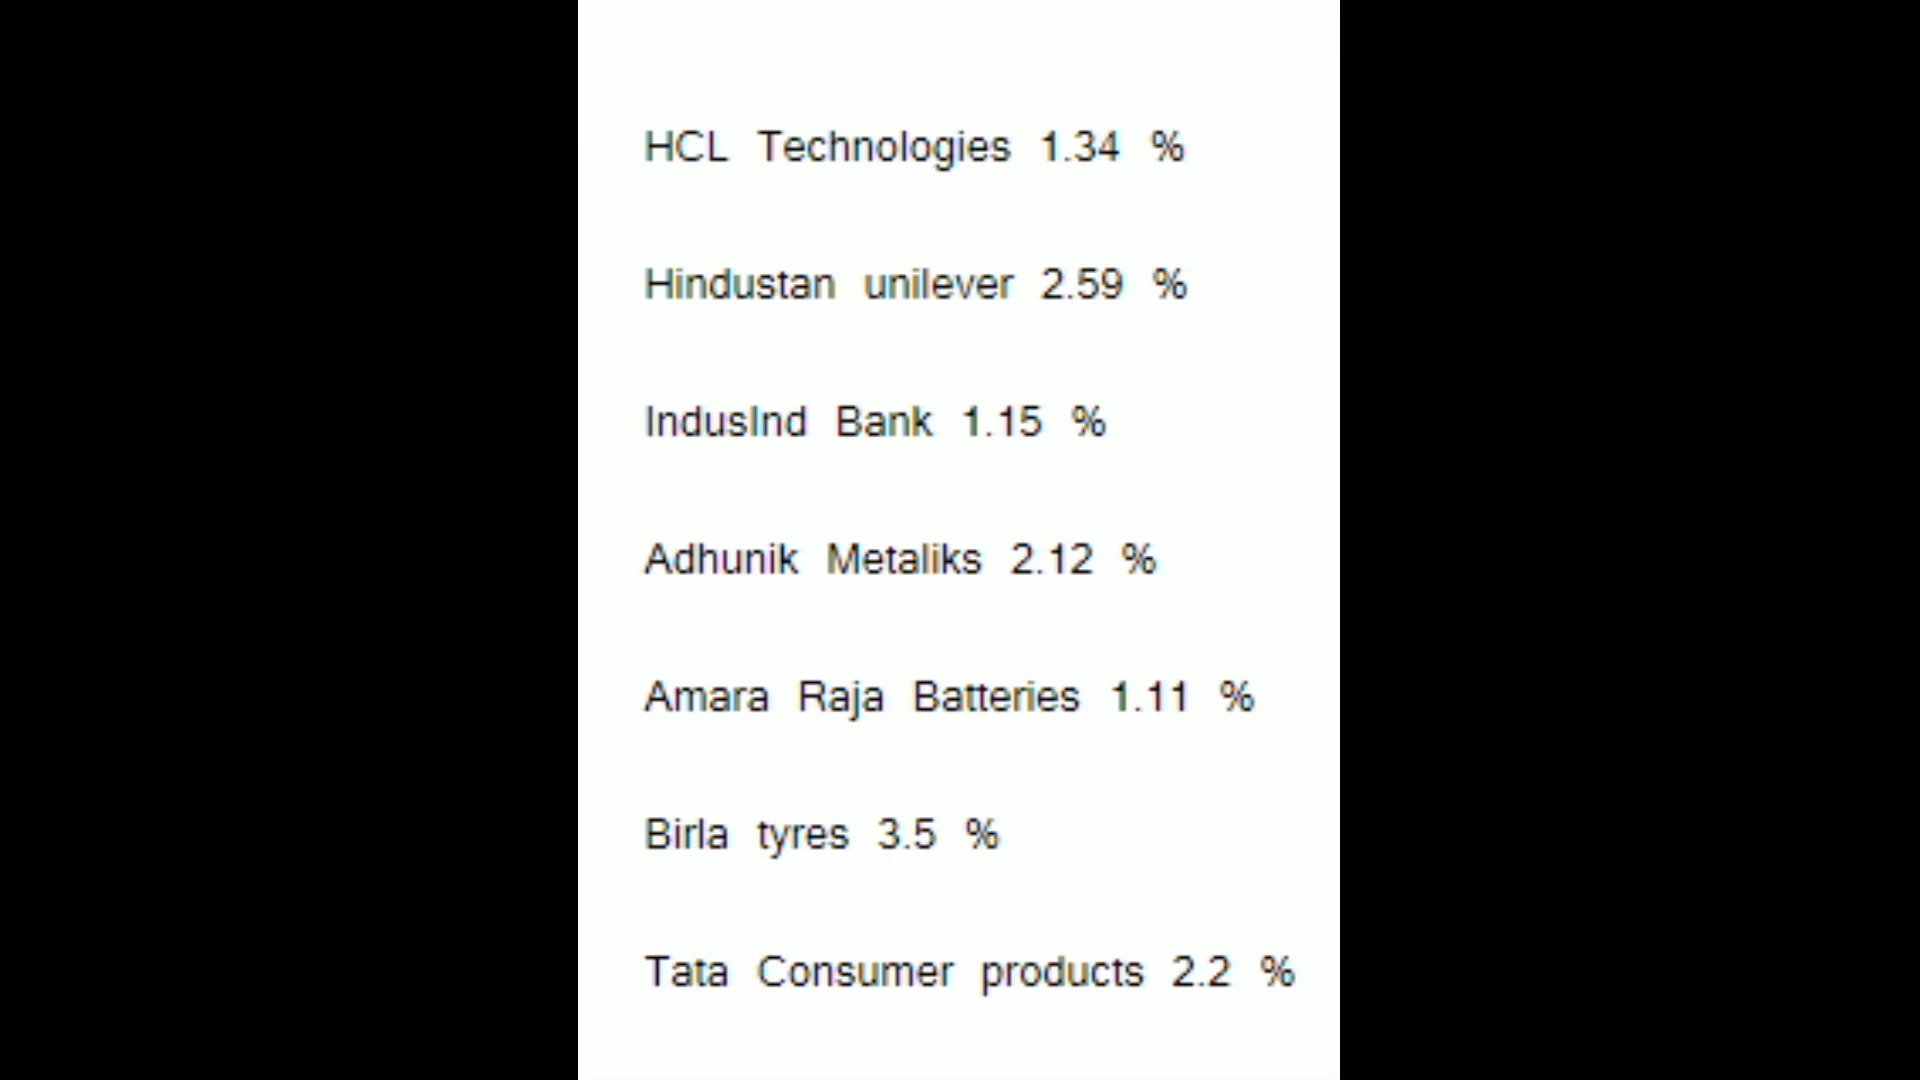 HCL Technologies 1.34 %
Hindustan unilever 2.59 %
IndusInd Bank 1.15 %
Adhunik Metaliks 2.12 %
Amara Raja Batteries 1.11 %
Birla tyres 3.5 %
Tata Consumer products 2.2 %